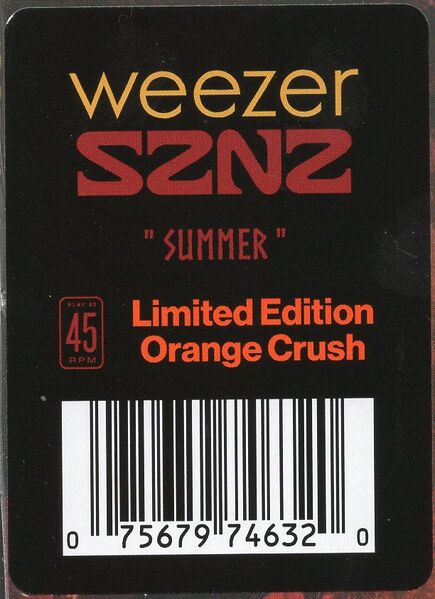 weezer
SZNZ
"SUMMER"
PLAY AT
45
RPM
Limited Edition
Orange Crush
0 75679 74632 0